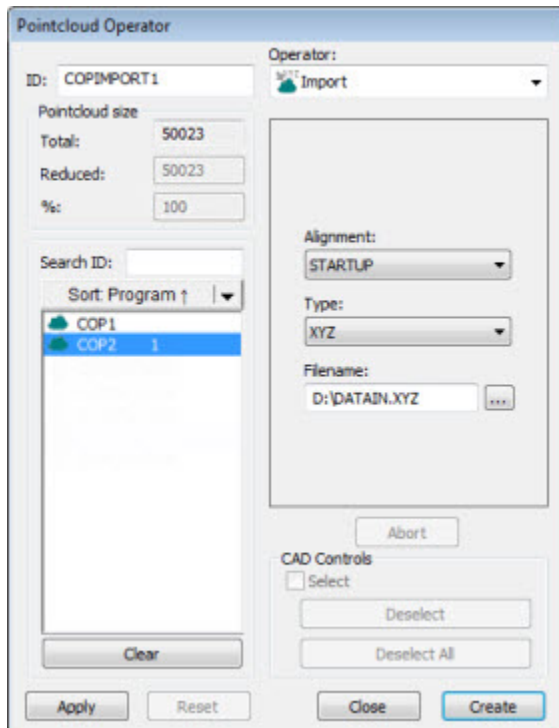 Pointcloud Operator
ID: COPIMPORT1
Operator:
Import
Pointcloud size
Total: 50023
Reduced: 50023
%: 100
Search ID:
Sort: Program ↑
COP1
COP2 1
Clear
Alignment:
STARTUP
Type:
XYZ
Filename:
D:\DATAIN.XYZ ...
Abort
CAD Controls
Select
Deselect
Deselect All
Apply Reset Close Create